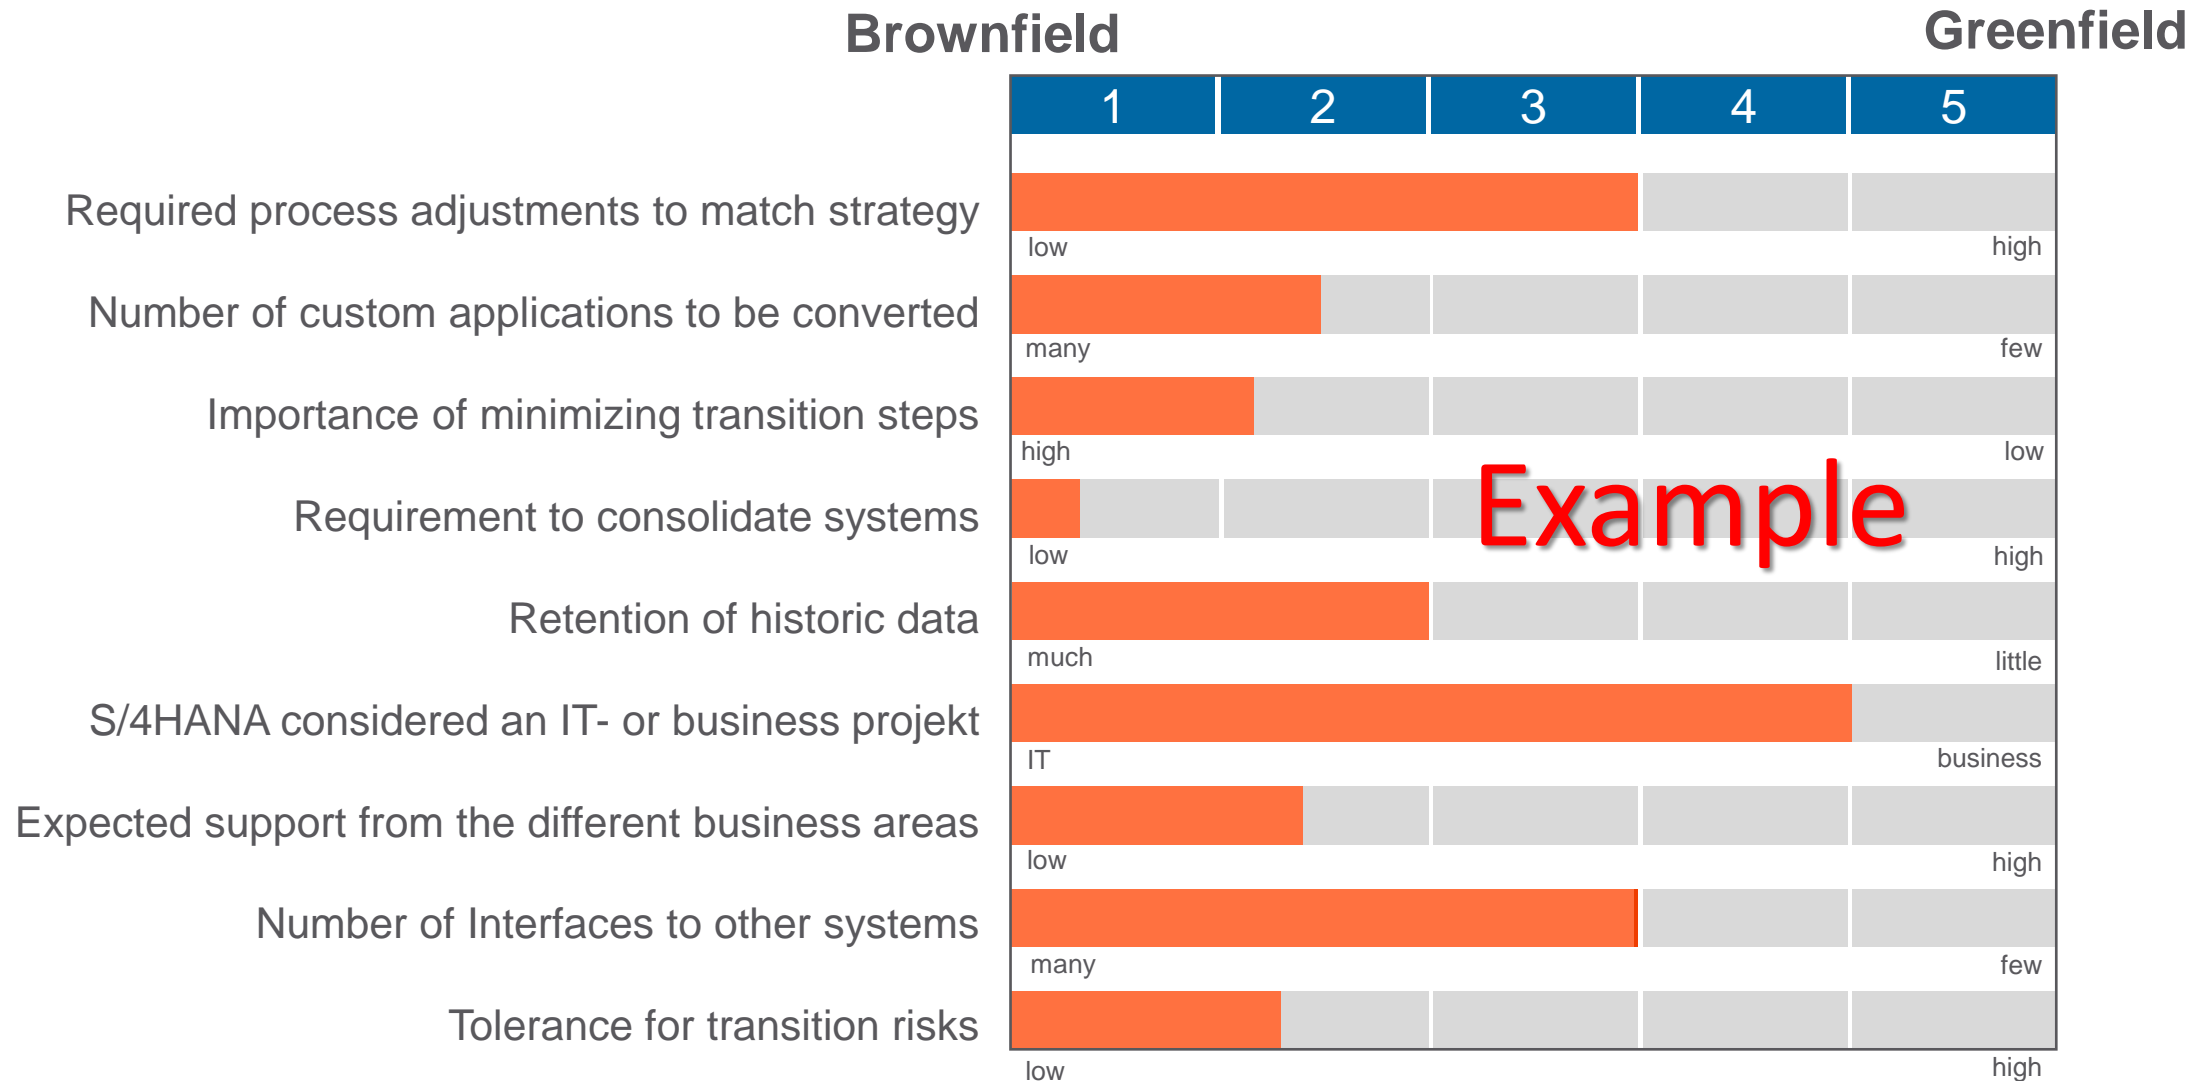 Brownfield Greenfield
1 2 3 4 5
Required process adjustments to match strategy
low high
Number of custom applications to be converted
many few
Importance of minimizing transition steps
high low
Example
Requirement to consolidate systems
low high
Retention of historic data
much little
S/4HANA considered an IT- or business projekt
IT business
Expected support from the different business areas
low high
Number of Interfaces to other systems
many few
Tolerance for transition risks
low high